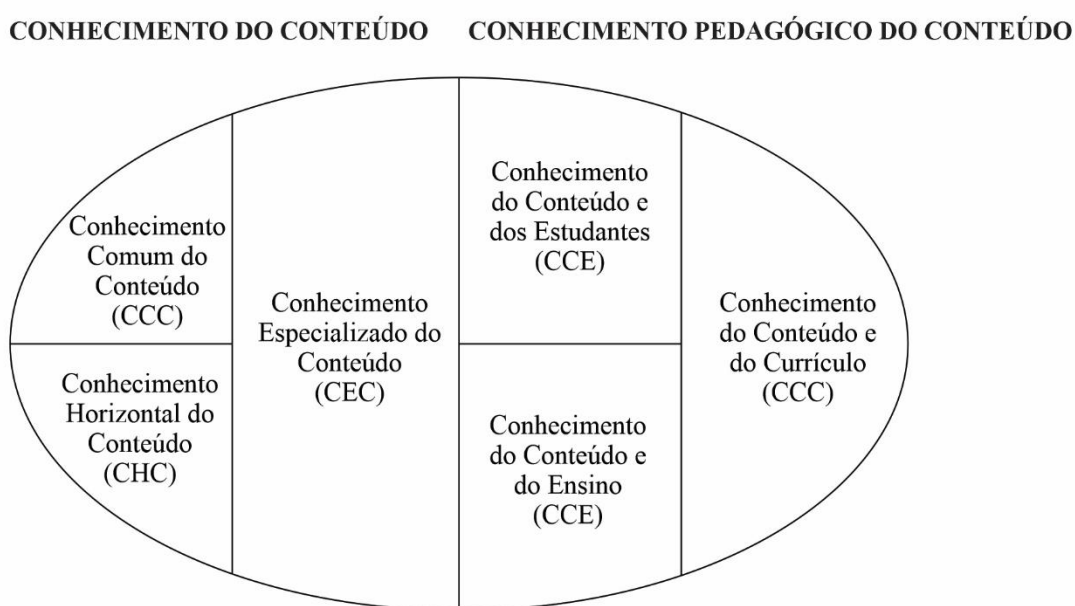 CONHECIMENTO DO CONTEÚDO
CONHECIMENTO PEDAGÓGICO DO CONTEÚDO
Conhecimento
Comum do
Conteúdo
(CCC)
Conhecimento
Horizontal do
Conteúdo
(CHC)
Conhecimento
Especializado do
Conteúdo
(CEC)
Conhecimento
do Conteúdo e
dos Estudantes
(CCE)
Conhecimento
do Conteúdo e
do Ensino
(CCE)
Conhecimento
do Conteúdo e
do Currículo
(CCC)